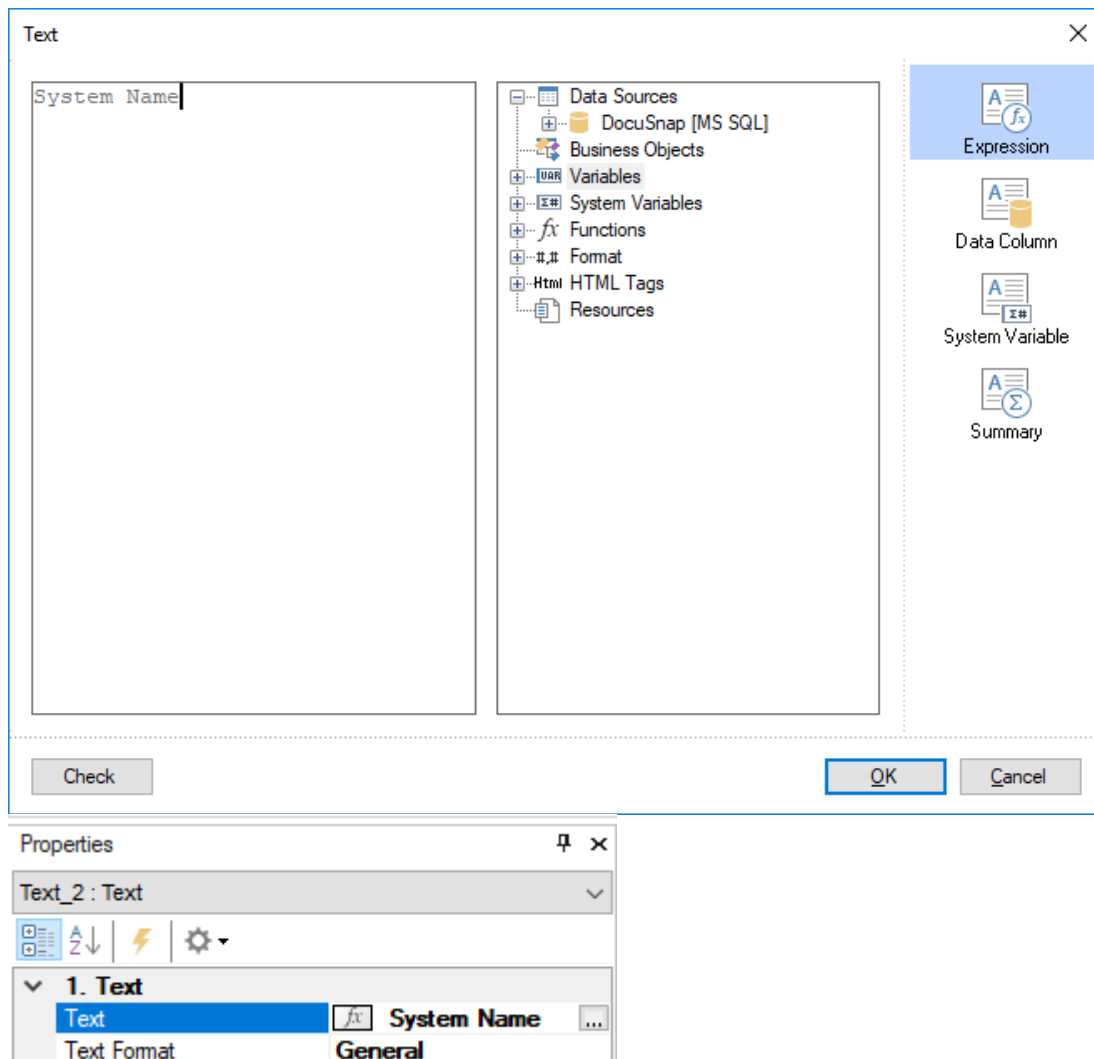 Text
System Name
Data Sources
DocuSnap [MS SQL]
Business Objects
Variables
System Variables
Functions
Format
HTML Tags
Resources
Expression
Data Column
System Variable
Summary
Check
OK
Cancel
Properties
Text_2 : Text
1. Text
Text
System Name
...
Text Format
General